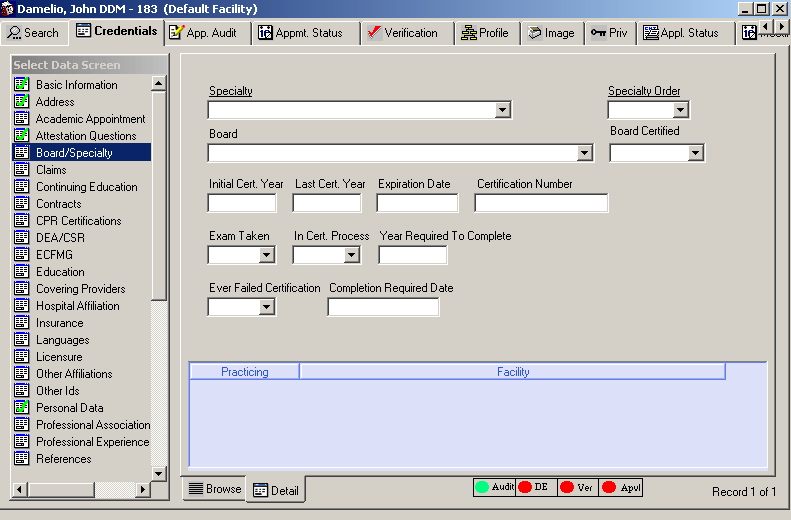 Damelio, John DDM - 183 (Default Facility)
Search Credentials App. Audit Appmt. Status Verification Profile Image Priv Appl. Status
Select Data Screen
Basic Information
Address
Academic Appointment
Attestation Questions
Board/Specialty
Claims
Continuing Education
Contracts
CPR Certifications
DEA/CSR
ECFMG
Education
Covering Providers
Hospital Affiliation
Insurance
Languages
Licensure
Other Affiliations
Other Ids
Personal Data
Professional Association
Professional Experience
References
Specialty Specialty Order
Board Board Certified
Initial Cert. Year Last Cert. Year Expiration Date Certification Number
Exam Taken In Cert. Process Year Required To Complete
Ever Failed Certification Completion Required Date
Practicing Facility
Browse Detail Audit DE Ver Apvl Record 1 of 1